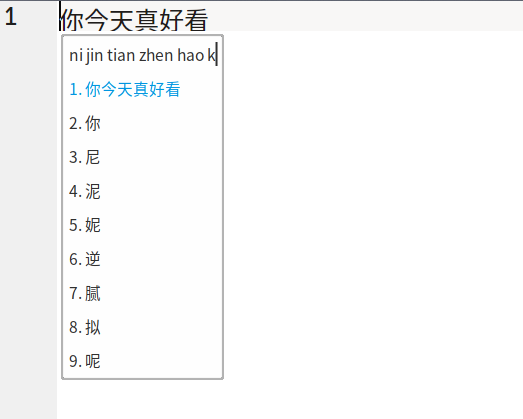 1 你今天真好看
ni jin tian zhen hao k
1. 你今天真好看
2. 你
3. 尼
4. 泥
5. 妮
6. 逆
7. 腻
8. 拟
9. 呢